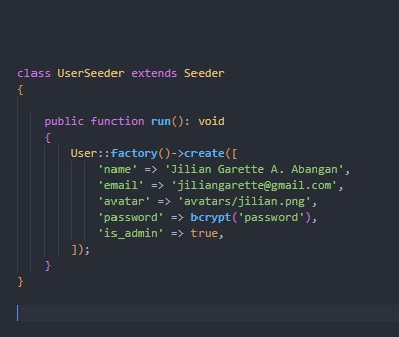 class UserSeeder extends Seeder
{
public function run(): void
{
User::factory()->create([
'name' => 'Jilian Garette A. Abangan',
'email' => 'jiliangarette@gmail.com',
'avatar' => 'avatars/jilian.png',
'password' => bcrypt('password'),
'is_admin' => true,
]);
}
}